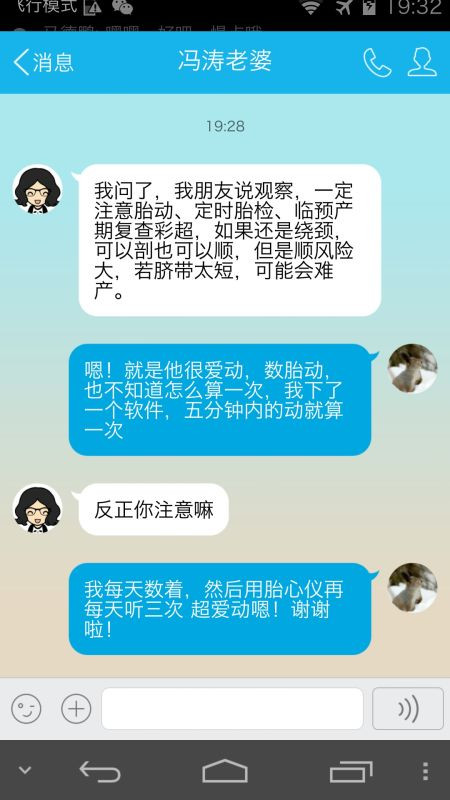 飞行模式
19:32
消息
冯涛老婆
19:28
我问了，我朋友说观察，一定
注意胎动、定时胎检、临预产
期复查彩超，如果还是绕颈，
可以剖也可以顺，但是顺风险
大，若脐带太短，可能会难
产。
嗯！就是他很爱动，数胎动，
也不知道怎么算一次，我下了
一个软件，五分钟内的动就算
一次
反正你注意嘛
我每天数着，然后用胎心仪再
每天听三次 超爱动嗯！谢谢
啦！